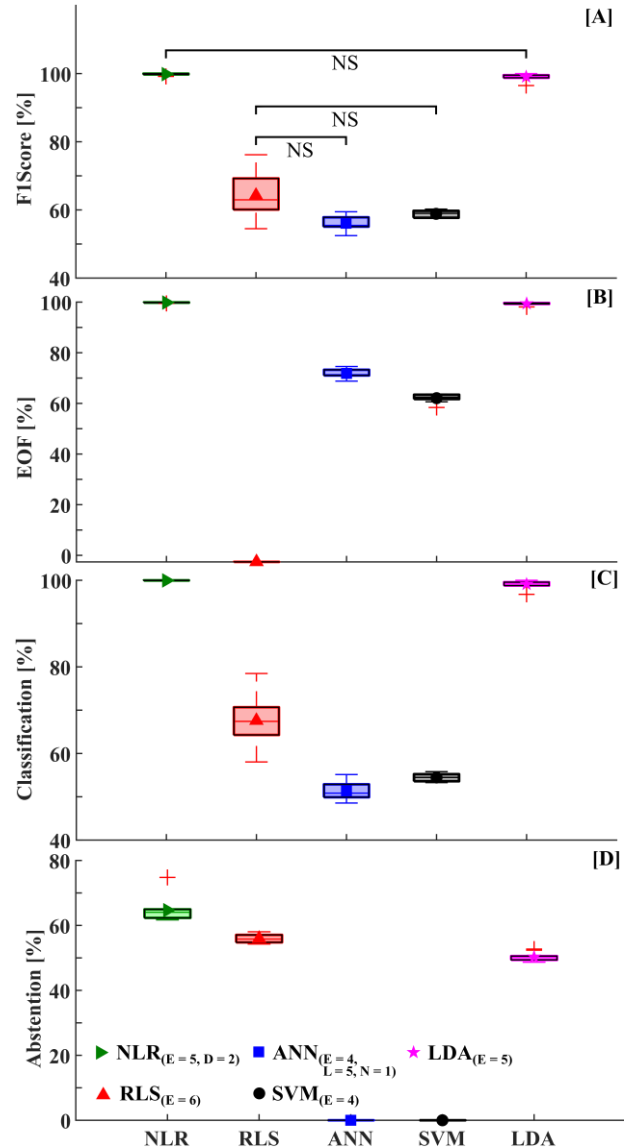 [A]
F1Score [%]
100
80
60
40
NS
NS
NS
[B]
EOF [%]
100
80
60
40
20
0
[C]
Classification [%]
100
80
60
40
[D]
Abstention [%]
80
60
40
20
0
NLR(E = 5, D = 2)
ANN(E = 4,
L = 5, N = 1)
LDA(E = 5)
RLS(E = 6)
SVM(E = 4)
NLR RLS ANN SVM LDA